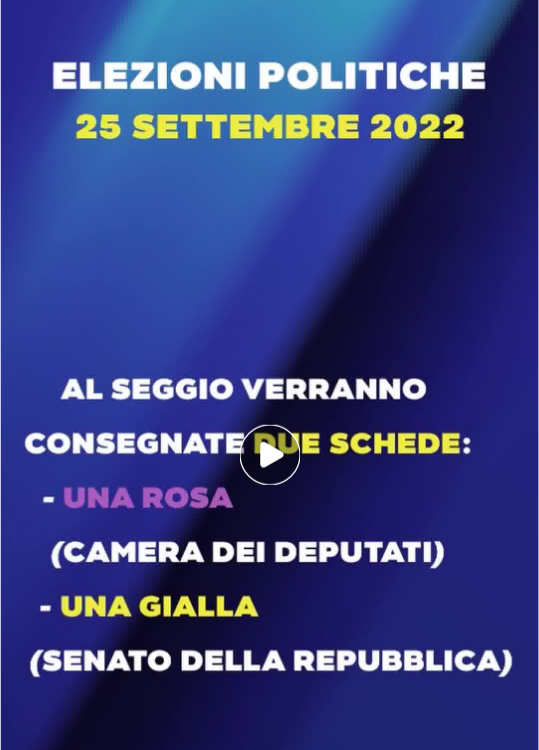 ELEZIONI POLITICHE
25 SETTEMBRE 2022
AL SEGGIO VERRANNO
CONSEGNATE DUE SCHEDE:
- UNA ROSA
(CAMERA DEI DEPUTATI)
- UNA GIALLA
(SENATO DELLA REPUBBLICA)